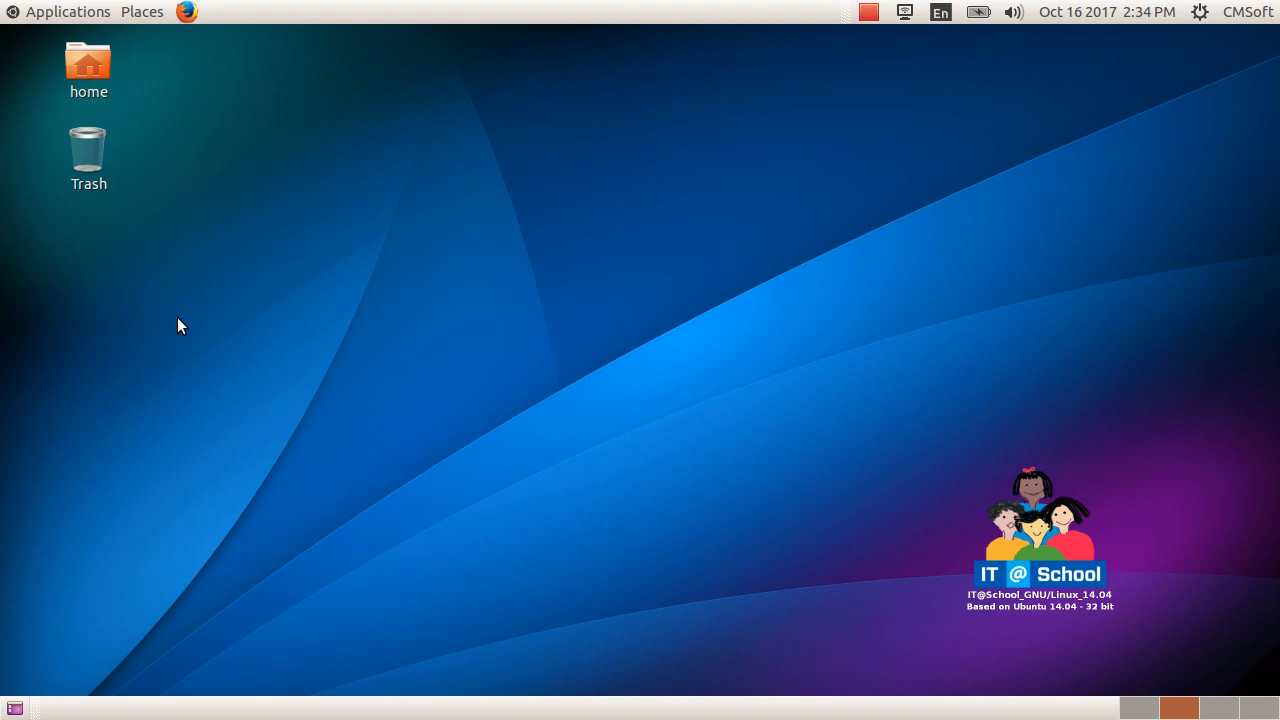 Applications Places En Oct 16 2017 2:34 PM CMSoft
home
Trash
IT @ School
IT@School_GNU/Linux_14.04
Based on Ubuntu 14.04 - 32 bit